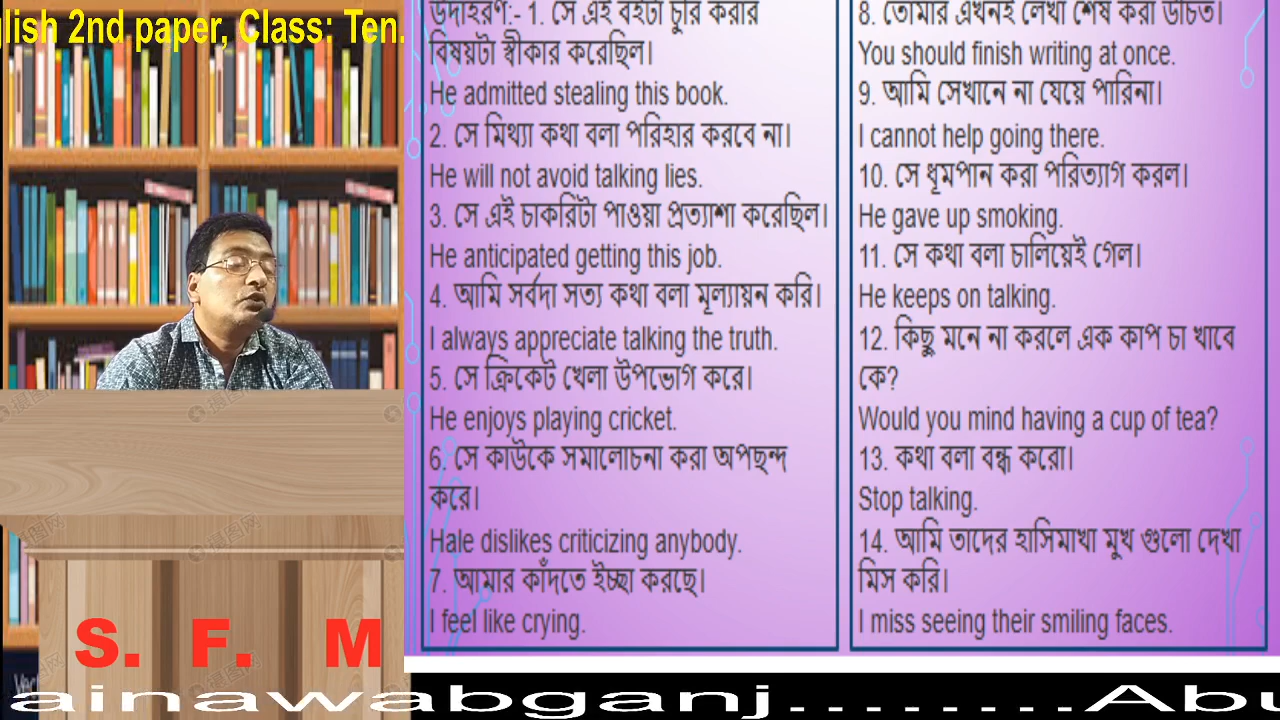 lish 2nd paper, Class: Ten.
উদাহরণ:- 1. সে এই বইটা চুরি করার
বিষয়টা স্বীকার করেছিল।
He admitted stealing this book.
2. সে মিথ্যা কথা বলা পরিহার করবে না।
He will not avoid talking lies.
3. সে এই চাকরিটা পাওয়া প্রত্যাশা করেছিল।
He anticipated getting this job.
4. আমি সর্বদা সত্য কথা বলা মূল্যায়ন করি।
I always appreciate talking the truth.
5. সে ক্রিকেট খেলা উপভোগ করে।
He enjoys playing cricket.
6. সে কাউকে সমালোচনা করা অপছন্দ
করে।
Hale dislikes criticizing anybody.
7. আমার কাঁদতে ইচ্ছা করছে।
I feel like crying.
8. তোমার এখনই লেখা শেষ করা উচিত।
You should finish writing at once.
9. আমি সেখানে না যেয়ে পারিনা।
I cannot help going there.
10. সে ধূমপান করা পরিত্যাগ করল।
He gave up smoking.
11. সে কথা বলা চালিয়েই গেল।
He keeps on talking.
12. কিছু মনে না করলে এক কাপ চা খাবে
কে?
Would you mind having a cup of tea?
13. কথা বলা বন্ধ করো।
Stop talking.
14. আমি তাদের হাসিমাখা মুখ গুলো দেখা
মিস করি।
I miss seeing their smiling faces.
S. F. M
ainawabganj.........Abu